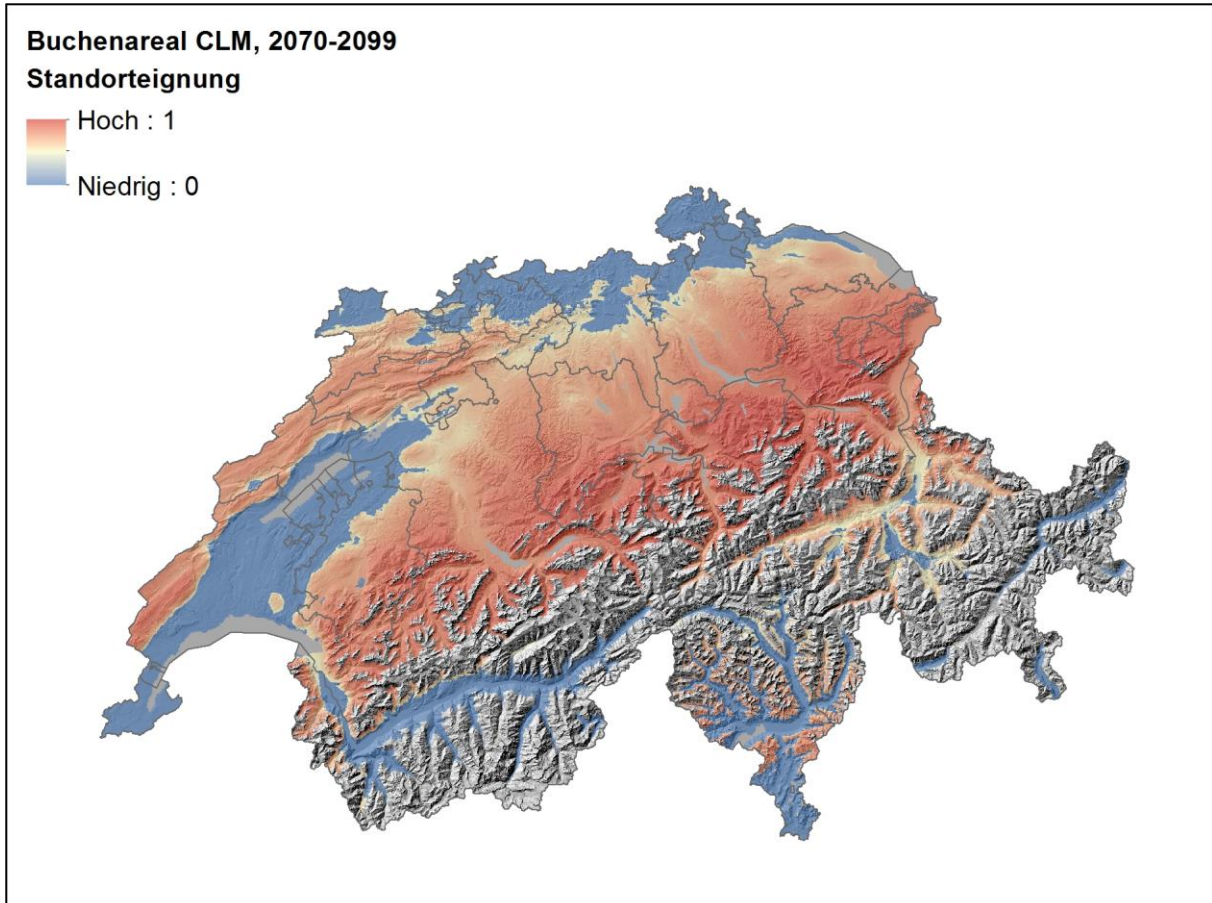 Buchenareal CLM, 2070-2099
Standorteignung
Hoch : 1
Niedrig : 0